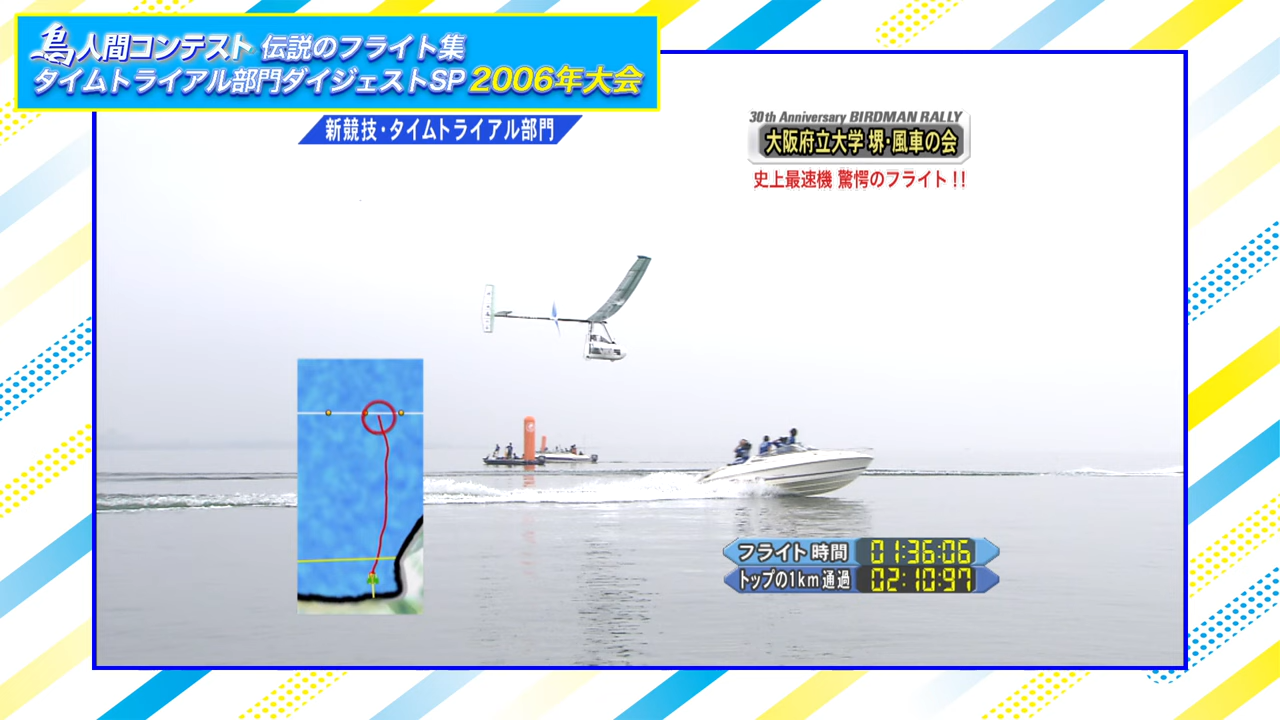 鳥人間コンテスト 伝説のフライト集
タイムトライアル部門ダイジェストSP 2006年大会
新競技・タイムトライアル部門
30th Anniversary BIRDMAN RALLY
大阪府立大学 堺・風車の会
史上最速機 驚愕のフライト!!
フライト時間 01:36:06
トップの1km通過 02:10:97